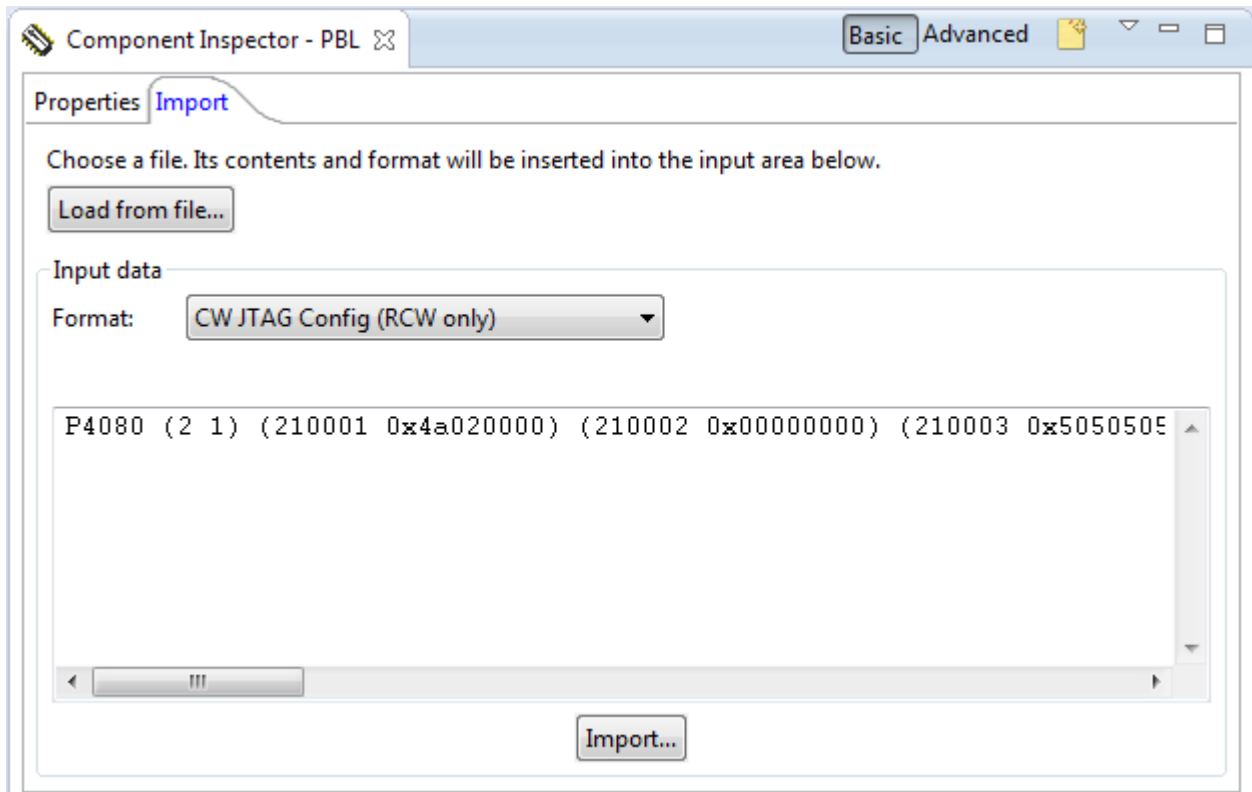 Component Inspector - PBL Basic Advanced
Properties Import
Choose a file. Its contents and format will be inserted into the input area below.
Load from file...
Input data
Format: CW JTAG Config (RCW only)
P4080 (2 1) (210001 0x4a020000) (210002 0x00000000) (210003 0x5050505
Import...